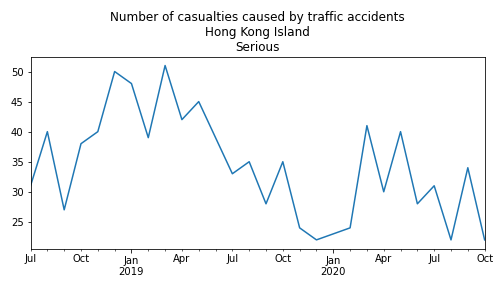 Number of casualties caused by traffic accidents
Hong Kong Island
Serious
50
45
40
35
30
25
Jul Oct Jan Apr Jul Oct Jan Apr Jul Oct
2019 2020